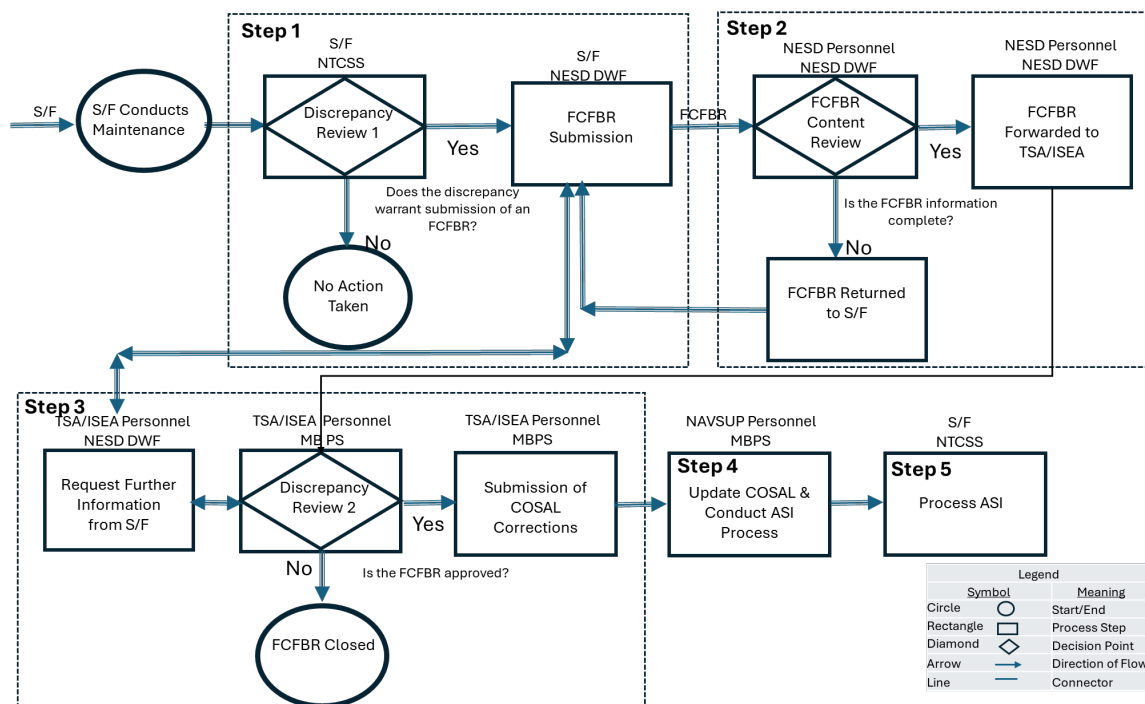 Step 1
S/F
NTCSS
S/F
S/F Conducts
Maintenance
Discrepancy
Review 1
Yes
Does the discrepancy
warrant submission of an
FCFBR?
No
No Action
Taken
S/F
NESD DWF
FCFBR
Submission
FCFBR
Step 2
NESD Personnel
NESD DWF
FCFBR
Content
Review
Yes
Is the FCFBR information
complete?
No
FCFBR Returned
to S/F
NESD Personnel
NESD DWF
FCFBR
Forwarded to
TSA/ISEA
Step 3
TSA/ISEA Personnel
NESD DWF
Request Further
Information
from S/F
TSA/ISEA Personnel
MBPS
Discrepancy
Review 2
Yes
No
Is the FCFBR approved?
FCFBR Closed
TSA/ISEA Personnel
MBPS
Submission of
COSAL
Corrections
NAVSUP Personnel
MBPS
Step 4
Update COSAL &
Conduct ASI
Process
S/F
NTCSS
Step 5
Process ASI
Legend
Symbol Meaning
Circle Start/End
Rectangle Process Step
Diamond Decision Point
Arrow Direction of Flow
Line Connector